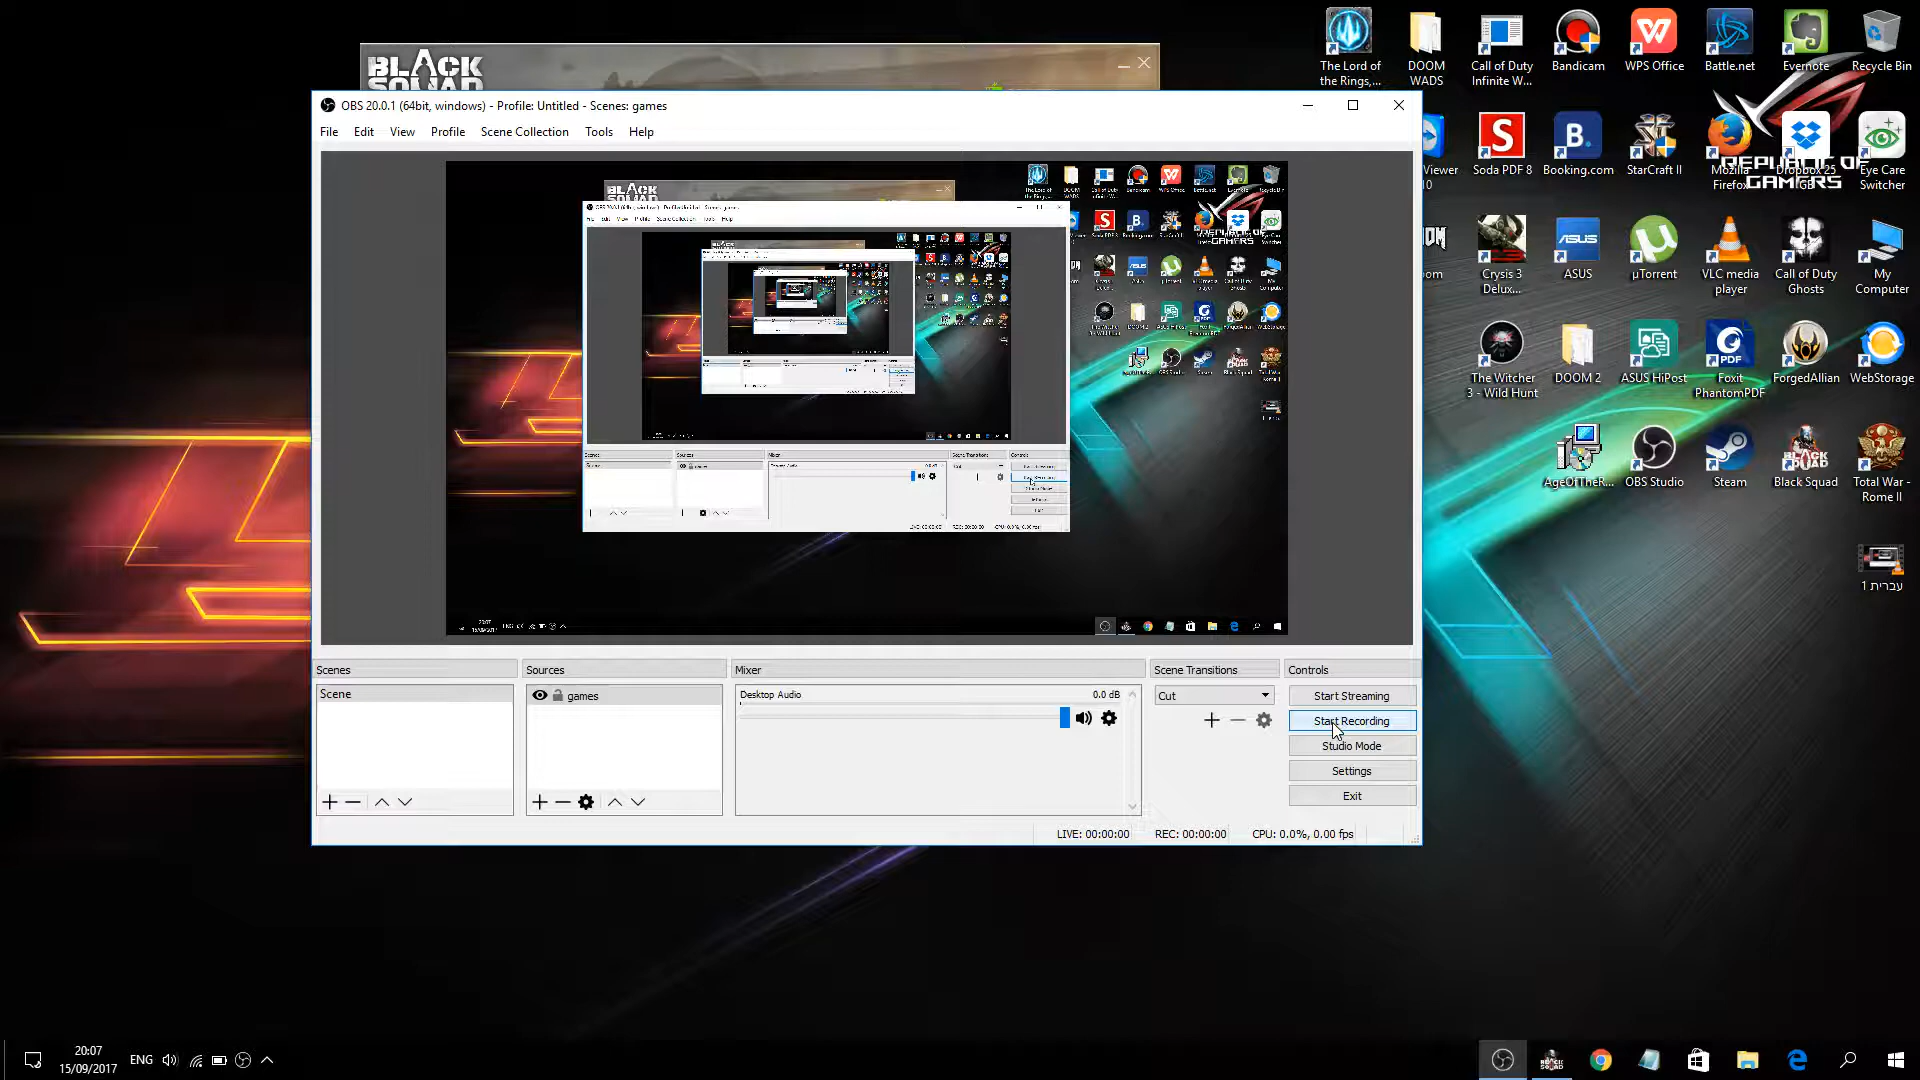 BLACK
SQUAD
OBS 20.0.1 (64bit, windows) - Profile: Untitled - Scenes: games
File Edit View Profile Scene Collection Tools Help
Scenes
Scene
Sources
games
Mixer
Desktop Audio 0.0 dB
Scene Transitions
Cut
Controls
Start Streaming
Start Recording
Studio Mode
Settings
Exit
LIVE: 00:00:00 REC: 00:00:00 CPU: 0.0%, 0.00 fps
The Lord of
the Rings,...
DOOM
WADS
Call of Duty
Infinite W...
Bandicam
WPS Office
Battle.net
Evernote
Recycle Bin
REPUBLIC OF
GAMERS
Viewer
10
Soda PDF 8
Booking.com
StarCraft II
Mozilla
Firefox
Dropbox 25
GB
Eye Care
Switcher
Crysis 3
Delux...
ASUS
µTorrent
VLC media
player
Call of Duty
Ghosts
My
Computer
The Witcher
3 - Wild Hunt
DOOM 2
ASUS HiPost
Foxit
PhantomPDF
ForgedAllian
WebStorage
AgeOfTheR...
OBS Studio
Steam
Black Squad
Total War -
Rome II
עברית 1
20:07
15/09/2017
ENG